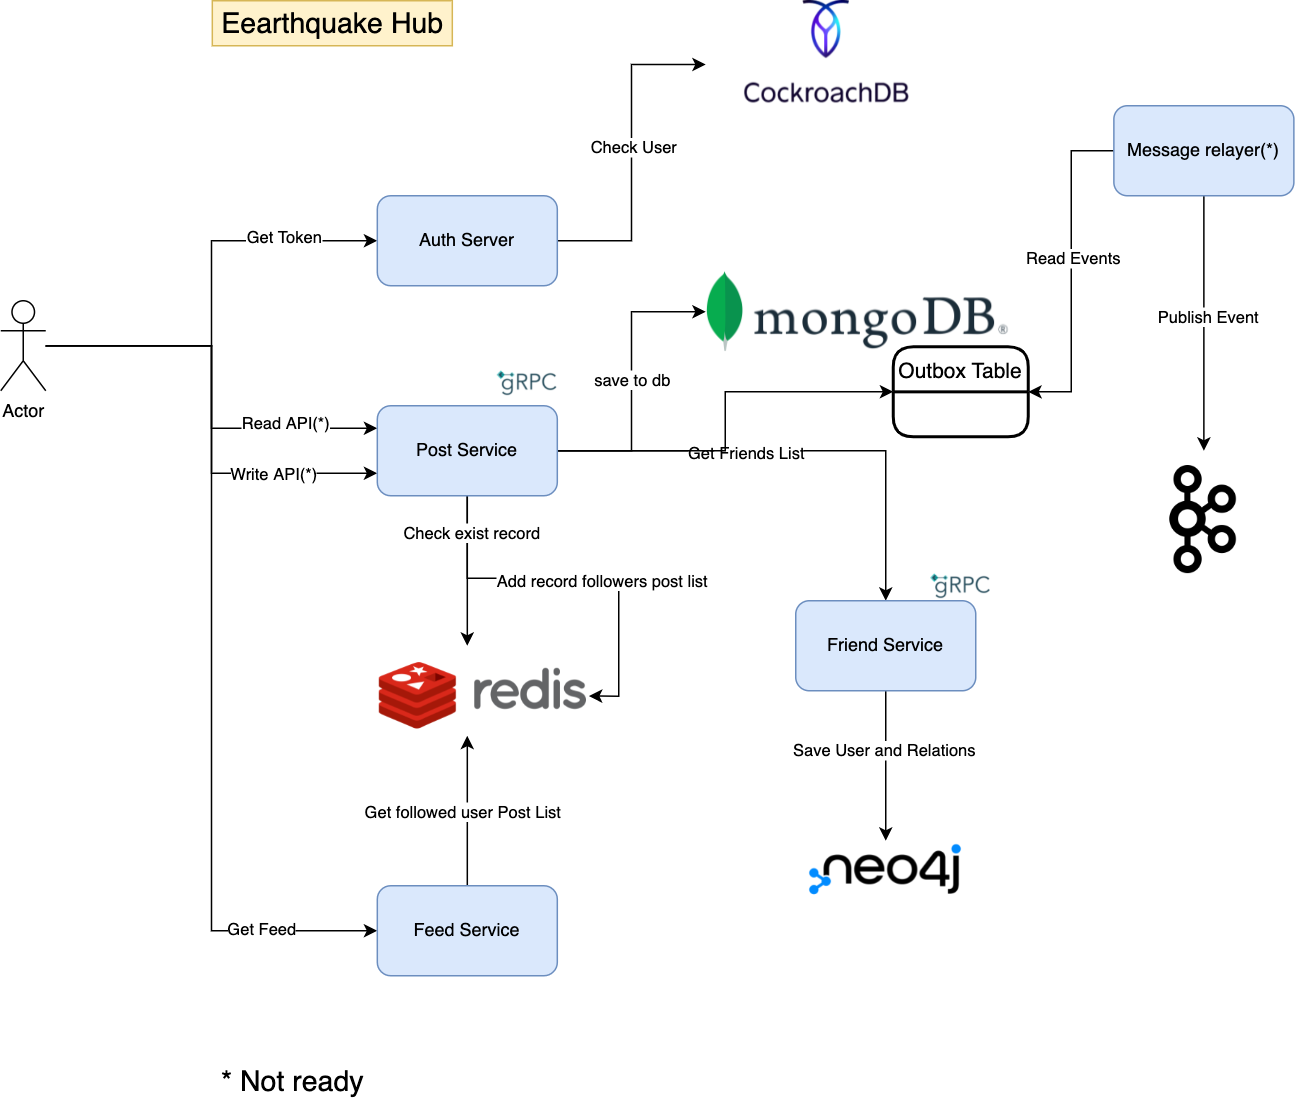 Eearthquake Hub
CockroachDB
Check User
Message relayer(*)
Get Token
Auth Server
Read Events
mongoDB®
Publish Event
Outbox Table
save to db
gRPC
Actor
Read API(*)
Post Service
Get Friends List
Write API(*)
Check exist record
Add record followers post list
gRPC
Friend Service
redis
Save User and Relations
Get followed user Post List
neo4j
Get Feed
Feed Service
* Not ready